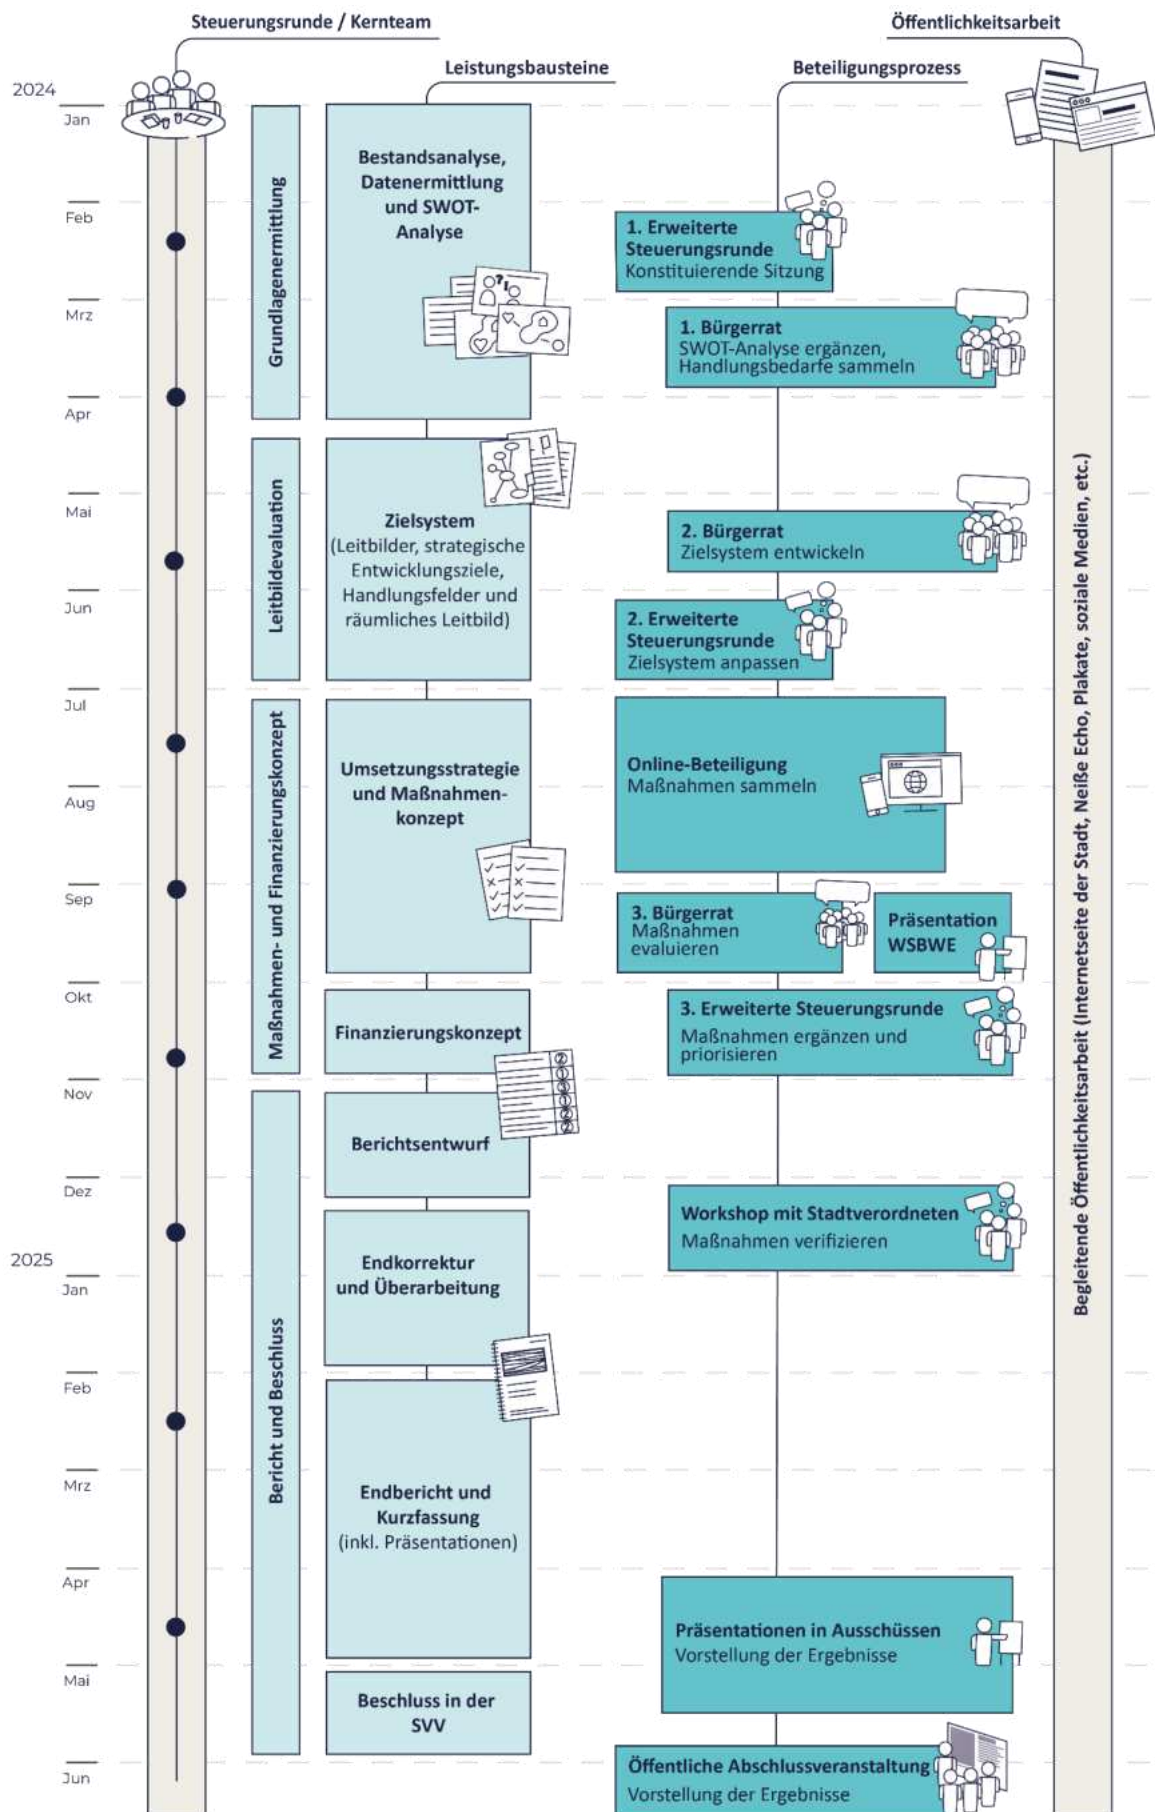 Steuerungsrunde / Kernteam
Öffentlichkeitsarbeit
Leistungsbausteine
Beteiligungsprozess
2024
Jan
Feb
Mrz
Apr
Mai
Jun
Jul
Aug
Sep
Okt
Nov
Dez
2025
Jan
Feb
Mrz
Apr
Mai
Jun
Grundlagenermittlung
Leitbildevaluation
Maßnahmen- und Finanzierungskonzept
Bericht und Beschluss
Bestandsanalyse,
Datenermittlung
und SWOT-
Analyse
?!
Zielsystem
(Leitbilder, strategische
Entwicklungsziele,
Handlungsfelder und
räumliches Leitbild)
Umsetzungsstrategie
und Maßnahmen-
konzept
Finanzierungskonzept
2
1
3
1
2
2
Berichtsentwurf
Endkorrektur
und Überarbeitung
Endbericht und
Kurzfassung
(inkl. Präsentationen)
Beschluss in der
SVV
1. Erweiterte
Steuerungsrunde
Konstituierende Sitzung
1. Bürgerrat
SWOT-Analyse ergänzen,
Handlungsbedarfe sammeln
2. Bürgerrat
Zielsystem entwickeln
2. Erweiterte
Steuerungsrunde
Zielsystem anpassen
Online-Beteiligung
Maßnahmen sammeln
3. Bürgerrat
Maßnahmen
evaluieren
Präsentation
WSBWE
3. Erweiterte Steuerungsrunde
Maßnahmen ergänzen und
priorisieren
Workshop mit Stadtverordneten
Maßnahmen verifizieren
Präsentationen in Ausschüssen
Vorstellung der Ergebnisse
Öffentliche Abschlussveranstaltung
Vorstellung der Ergebnisse
Begleitende Öffentlichkeitsarbeit (Internetseite der Stadt, Neiße Echo, Plakate, soziale Medien, etc.)